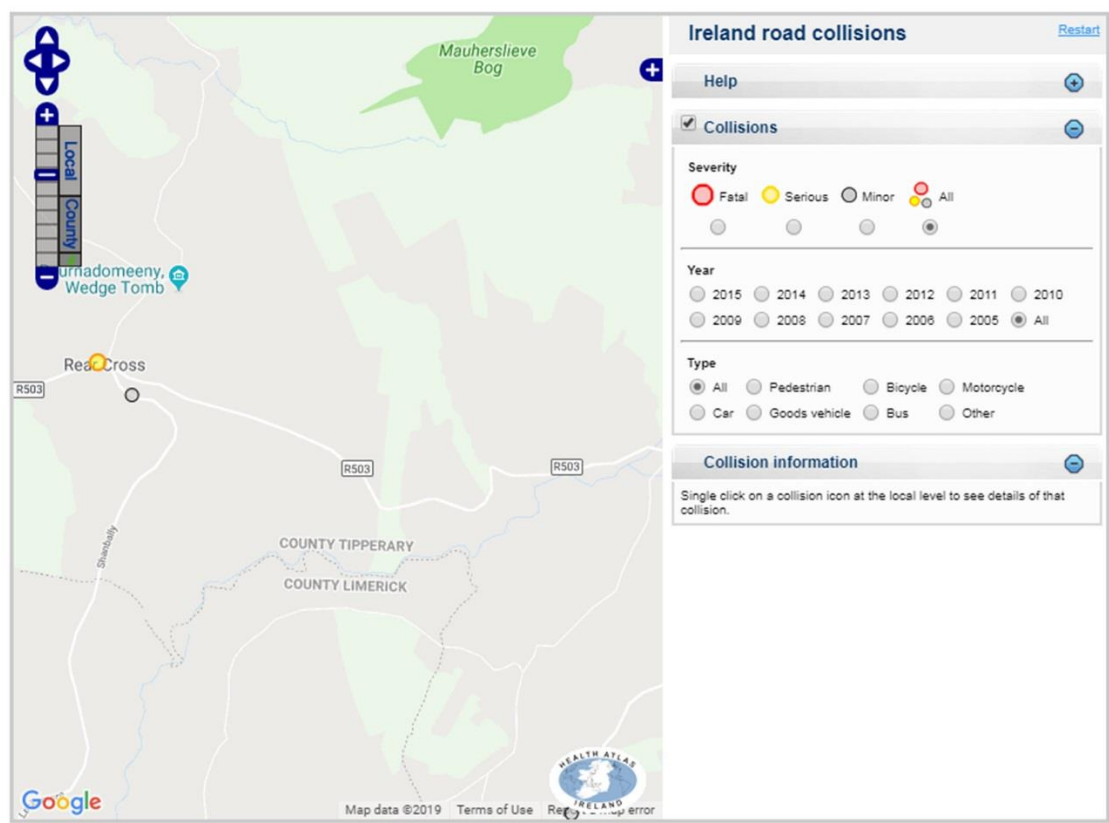 Mauherslieve
Bog
Local
County
urnadomeeny,
Wedge Tomb
Rear Cross
R503
R503
R503
Shanbally
COUNTY TIPPERARY
COUNTY LIMERICK
HEALTH ATLAS
IRELAND
Google
Map data ©2019 Terms of Use map error
Ireland road collisions Restart
Help
Collisions
Severity
Fatal Serious Minor All
Year
2015 2014 2013 2012 2011 2010
2009 2008 2007 2006 2005 All
Type
All Pedestrian Bicycle Motorcycle
Car Goods vehicle Bus Other
Collision information
Single click on a collision icon at the local level to see details of that
collision.